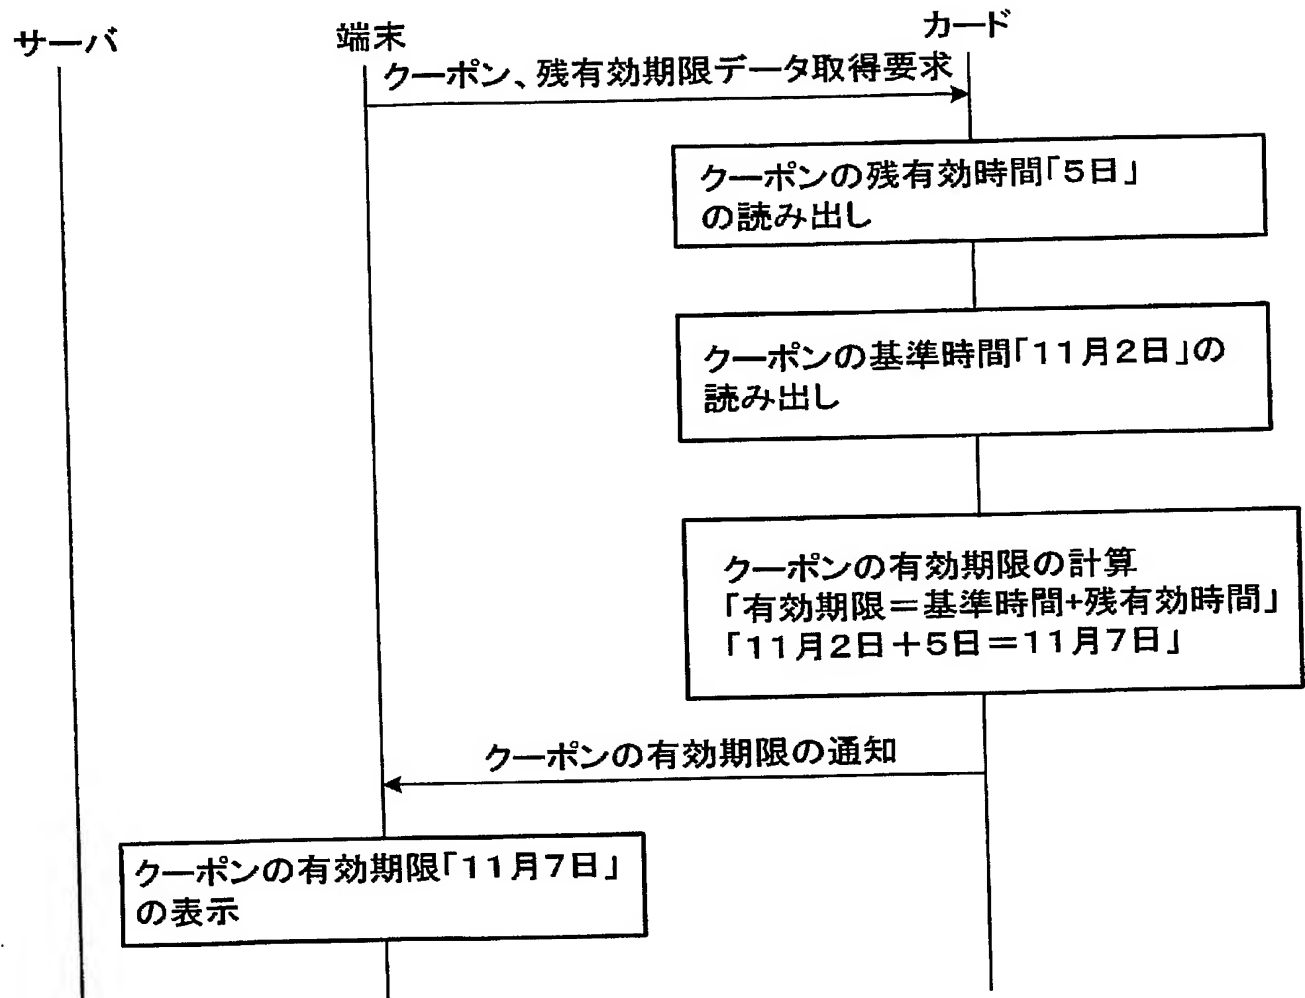 サーバ
端末
カード
クーポン、残有効期限データ取得要求
クーポンの残有効時間「5日」
の読み出し
クーポンの基準時間「11月2日」の
読み出し
クーポンの有効期限の計算
「有効期限＝基準時間+残有効時間」
「11月2日＋5日＝11月7日」
クーポンの有効期限の通知
クーポンの有効期限「11月7日」
の表示